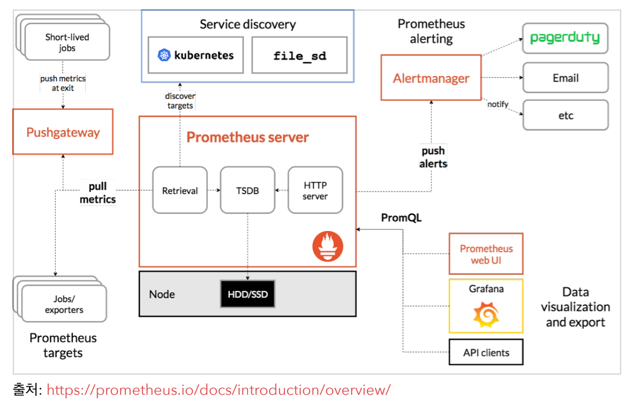 Short-lived
jobs
push metrics
at exit
Pushgateway
pull
metrics
Jobs/
exporters
Prometheus
targets
Service discovery
kubernetes
file_sd
discover
targets
Prometheus server
Retrieval
TSDB
HTTP
server
Node
HDD/SSD
Prometheus
alerting
Alertmanager
pagerduty
Email
etc
notify
push
alerts
PromQL
Prometheus
web UI
Grafana
API clients
Data
visualization
and export
출처: https://prometheus.io/docs/introduction/overview/